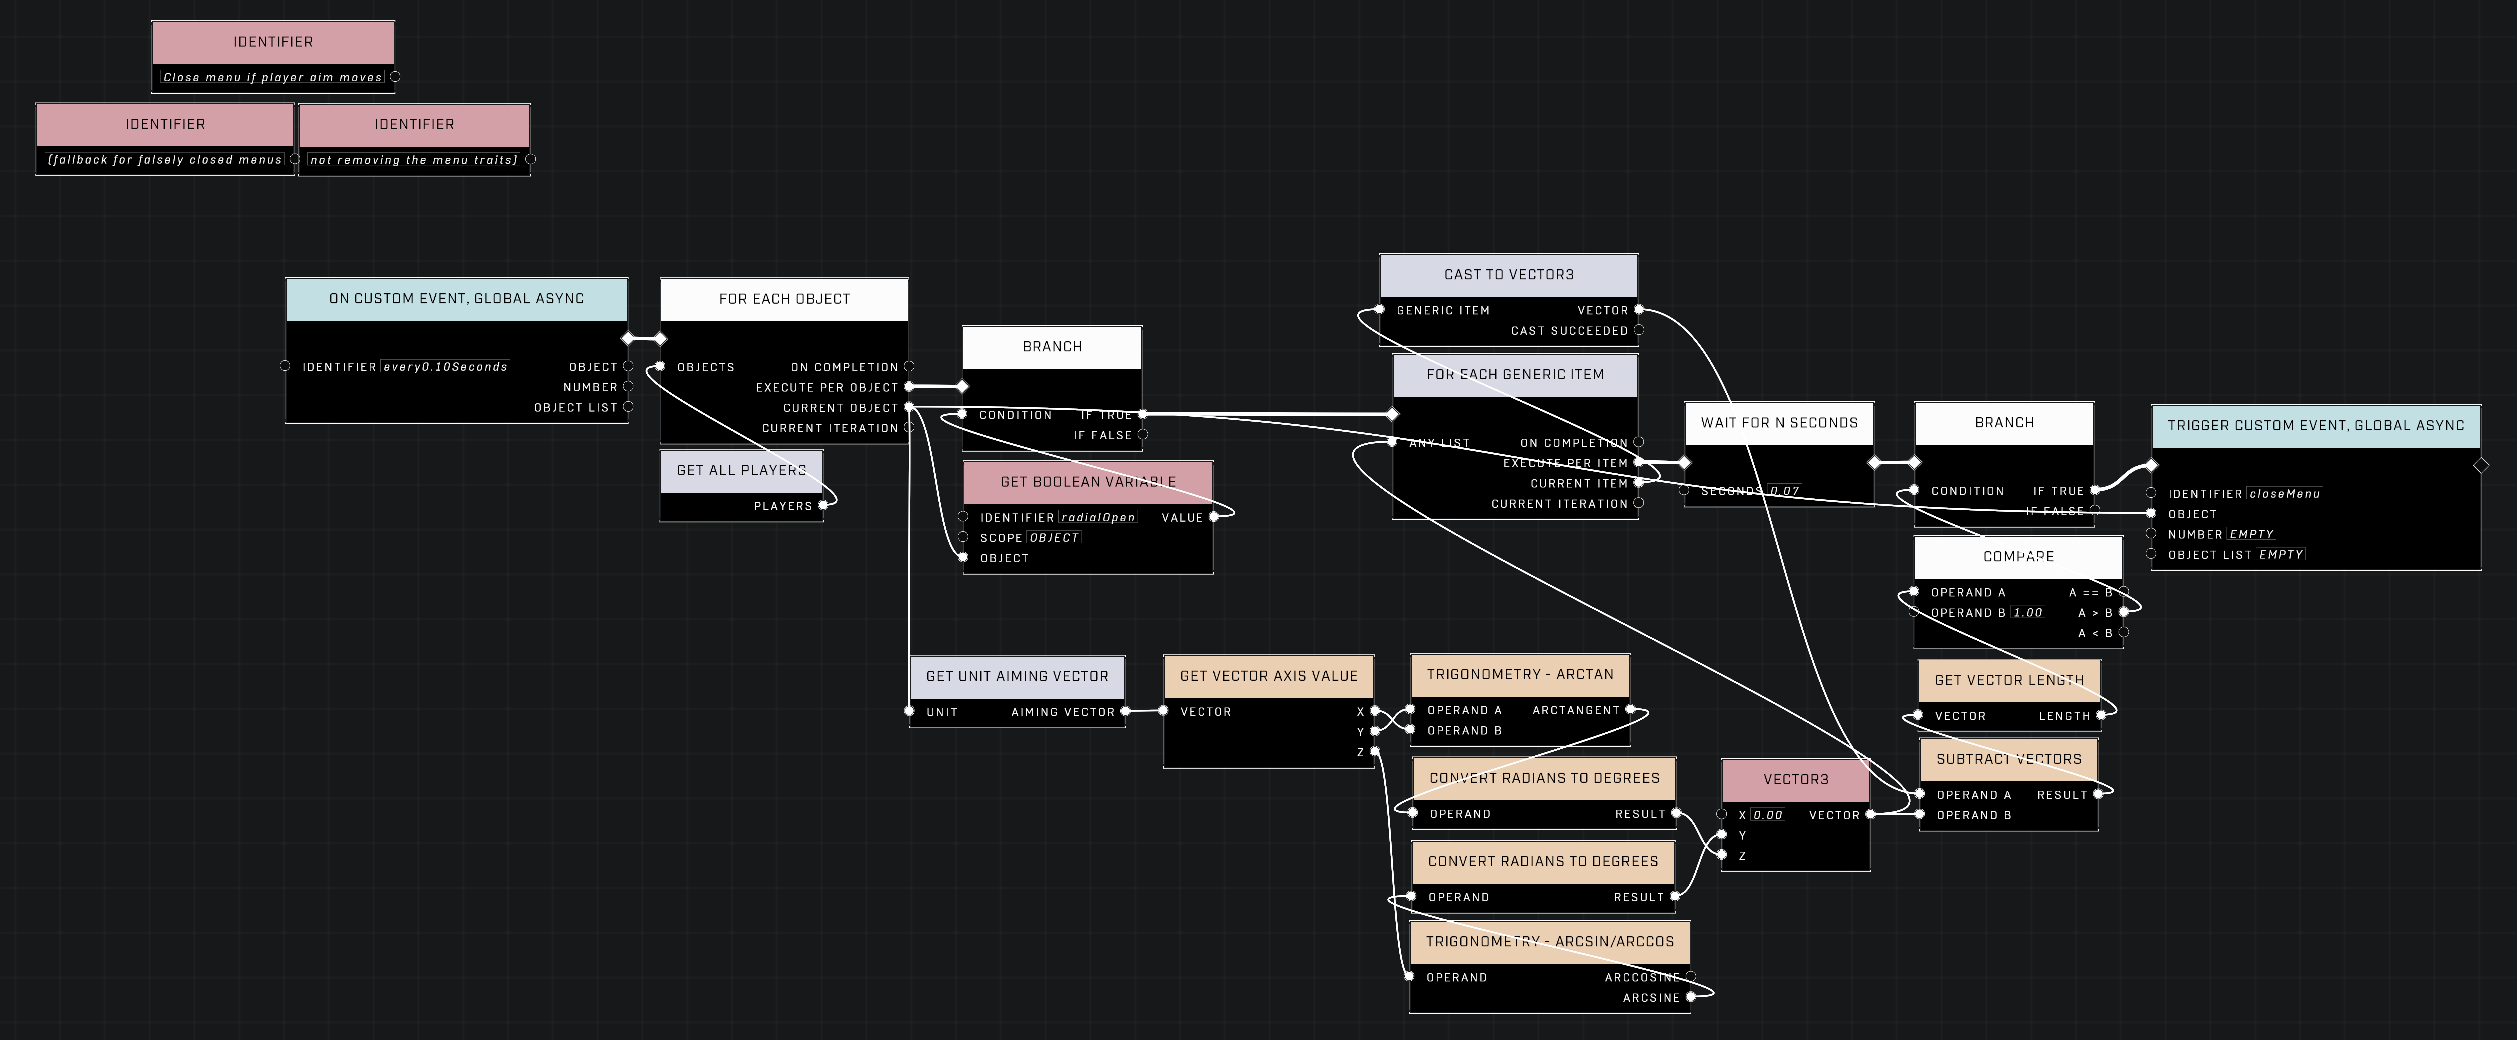 IDENTIFIER
Close menu if player aim moves
IDENTIFIER
(fallback for falsely closed menus
IDENTIFIER
not removing the menu traits)
ON CUSTOM EVENT, GLOBAL ASYNC
IDENTIFIER every0.10Seconds
OBJECT
NUMBER
OBJECT LIST
FOR EACH OBJECT
OBJECTS
ON COMPLETION
EXECUTE PER OBJECT
CURRENT OBJECT
CURRENT ITERATION
GET ALL PLAYERS
PLAYERS
BRANCH
CONDITION
IF TRUE
IF FALSE
GET BOOLEAN VARIABLE
IDENTIFIER radialOpen
VALUE
SCOPE OBJECT
OBJECT
CAST TO VECTOR3
GENERIC ITEM
VECTOR
CAST SUCCEEDED
FOR EACH GENERIC ITEM
ANY LIST
ON COMPLETION
EXECUTE PER ITEM
CURRENT ITEM
CURRENT ITERATION
WAIT FOR N SECONDS
SECONDS 0.07
BRANCH
CONDITION
IF TRUE
IF FALSE
TRIGGER CUSTOM EVENT, GLOBAL ASYNC
IDENTIFIER closeMenu
OBJECT
NUMBER EMPTY
OBJECT LIST EMPTY
COMPARE
OPERAND A
A == B
OPERAND B 1.00
A > B
A < B
GET UNIT AIMING VECTOR
UNIT
AIMING VECTOR
GET VECTOR AXIS VALUE
VECTOR
X
Y
Z
TRIGONOMETRY - ARCTAN
OPERAND A
ARCTANGENT
OPERAND B
CONVERT RADIANS TO DEGREES
OPERAND
RESULT
CONVERT RADIANS TO DEGREES
OPERAND
RESULT
TRIGONOMETRY - ARCSIN/ARCCOS
OPERAND
ARCCOSINE
ARCSINE
VECTOR3
X 0.00
VECTOR
Y
Z
GET VECTOR LENGTH
VECTOR
LENGTH
SUBTRACT VECTORS
OPERAND A
RESULT
OPERAND B